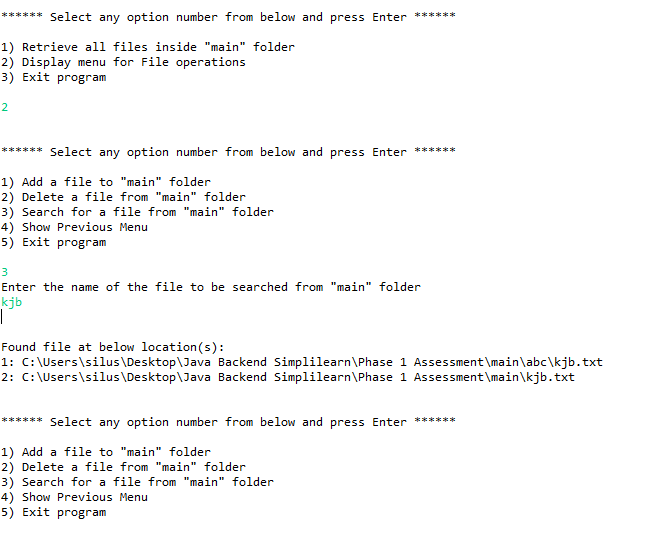 ****** Select any option number from below and press Enter ******
1) Retrieve all files inside "main" folder
2) Display menu for File operations
3) Exit program
2
****** Select any option number from below and press Enter ******
1) Add a file to "main" folder
2) Delete a file from "main" folder
3) Search for a file from "main" folder
4) Show Previous Menu
5) Exit program
3
Enter the name of the file to be searched from "main" folder
kjb
Found file at below location(s):
1: C:\Users\silus\Desktop\Java Backend Simplilearn\Phase 1 Assessment\main\abc\kjb.txt
2: C:\Users\silus\Desktop\Java Backend Simplilearn\Phase 1 Assessment\main\kjb.txt
****** Select any option number from below and press Enter ******
1) Add a file to "main" folder
2) Delete a file from "main" folder
3) Search for a file from "main" folder
4) Show Previous Menu
5) Exit program